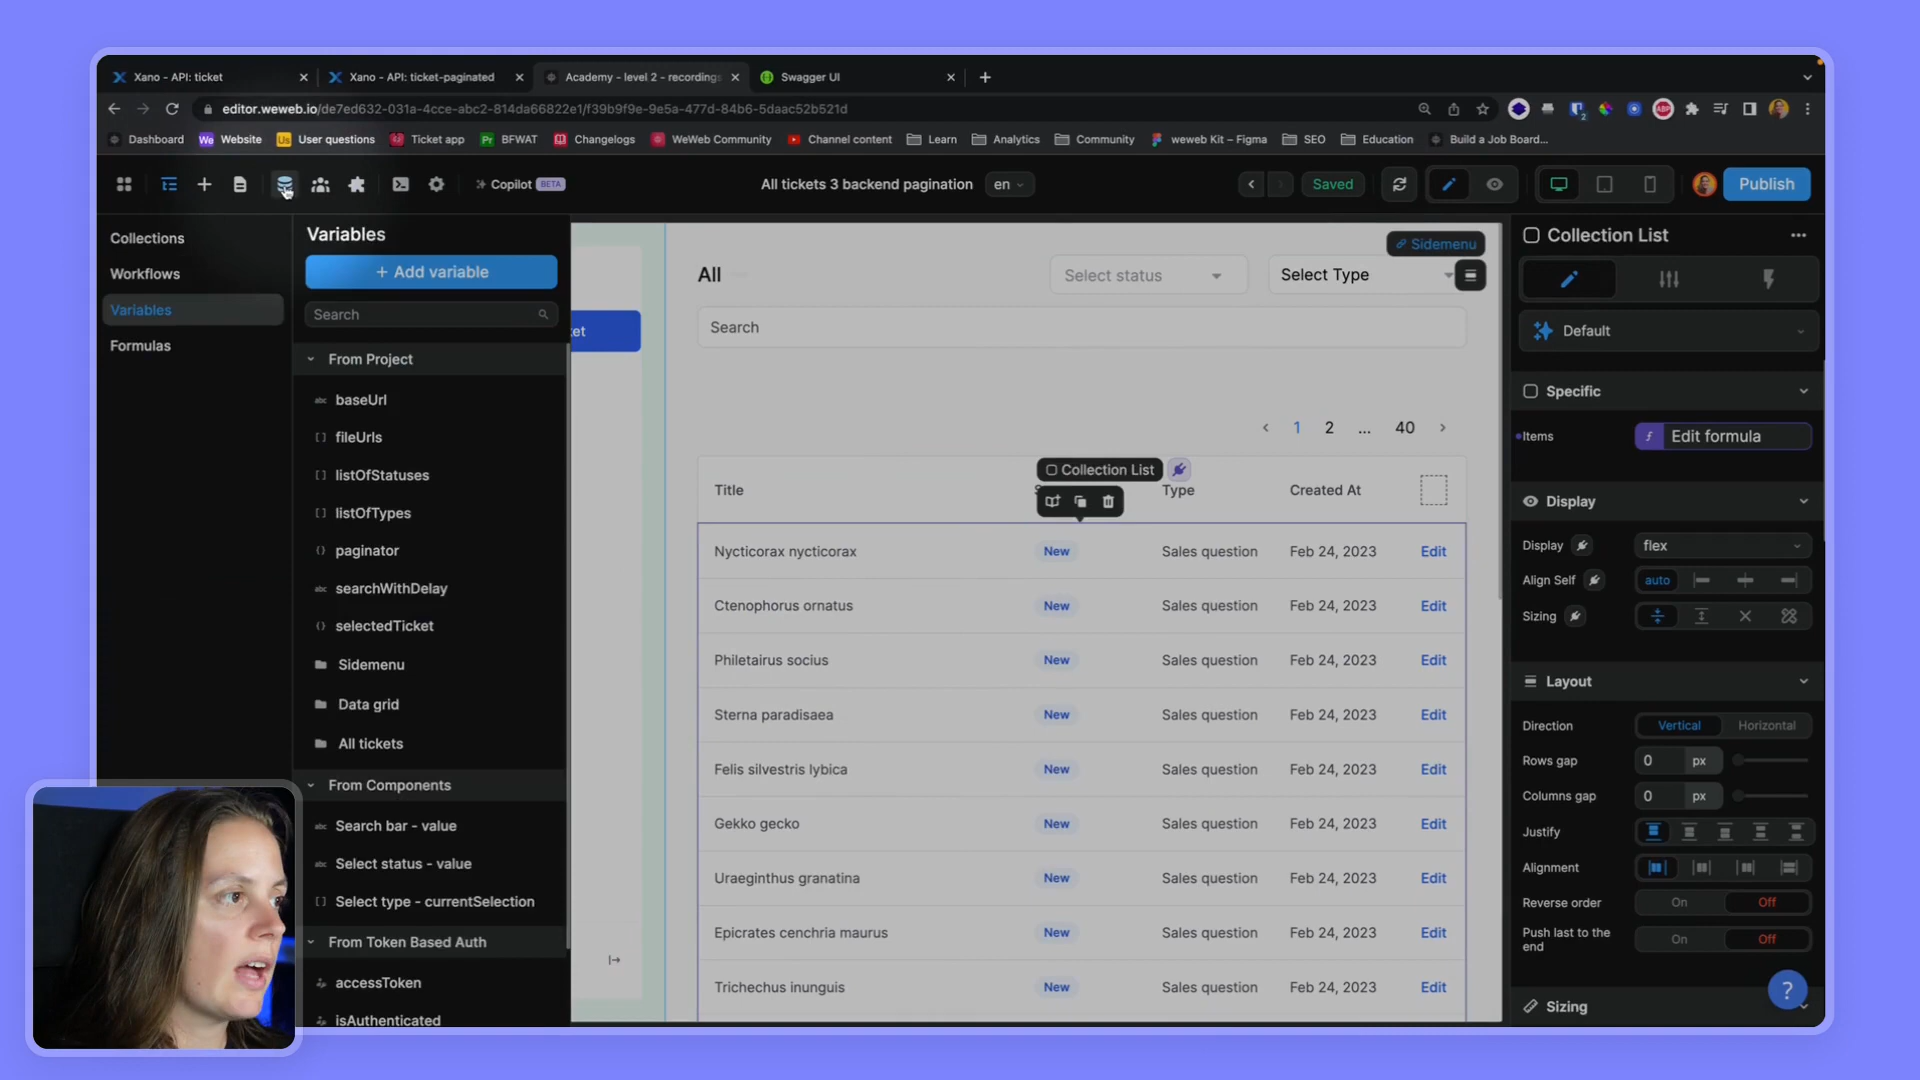 Xano - API: ticket
Xano - API: ticket-paginated
Academy - level 2 - recordings
Swagger UI
editor.weweb.io/de7ed632-031a-4cce-abc2-814da66822e1/f39b9f9e-9e5a-477d-84b6-5daac52b521d
Dashboard
We Website
Us User questions
Ticket app
Pr BFWAT
Changelogs
WeWeb Community
Channel content
Learn
Analytics
Community
weweb Kit – Figma
SEO
Education
Build a Job Board...
Copilot BETA
All tickets 3 backend pagination
en
Saved
Publish
Collections
Workflows
Variables
Formulas
Variables
+ Add variable
Search
From Project
abc baseUrl
[] fileUrls
[] listOfStatuses
[] listOfTypes
{} paginator
abc searchWithDelay
{} selectedTicket
Sidemenu
Data grid
All tickets
From Components
abc Search bar - value
abc Select status - value
[] Select type - currentSelection
From Token Based Auth
accessToken
isAuthenticated
Sidemenu
All
Select status
Select Type
Search
1 2 ... 40
Collection List
Title
Type
Created At
Nycticorax nycticorax New Sales question Feb 24, 2023 Edit
Ctenophorus ornatus New Sales question Feb 24, 2023 Edit
Philetairus socius New Sales question Feb 24, 2023 Edit
Sterna paradisaea New Sales question Feb 24, 2023 Edit
Felis silvestris lybica New Sales question Feb 24, 2023 Edit
Gekko gecko New Sales question Feb 24, 2023 Edit
Uraeginthus granatina New Sales question Feb 24, 2023 Edit
Epicrates cenchria maurus New Sales question Feb 24, 2023 Edit
Trichechus inunguis New Sales question Feb 24, 2023 Edit
Collection List
Default
Specific
Items
f Edit formula
Display
Display flex
Align Self auto
Sizing
Layout
Direction Vertical Horizontal
Rows gap 0 px
Columns gap 0 px
Justify
Alignment
Reverse order On Off
Push last to the
end
On Off
Sizing
?